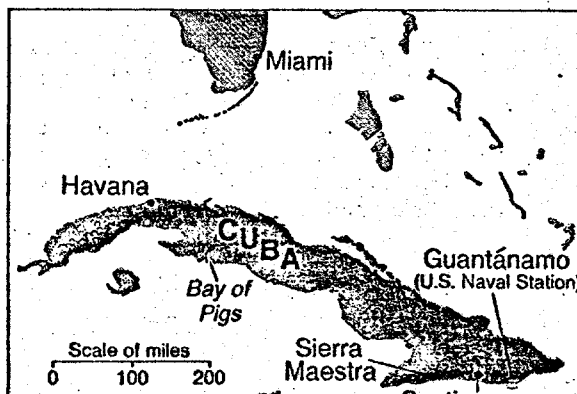 Miami
Havana
CUBA
Guantánamo
(U.S. Naval Station)
Bay of
Pigs
Scale of miles
0 100 200
Sierra
Maestra